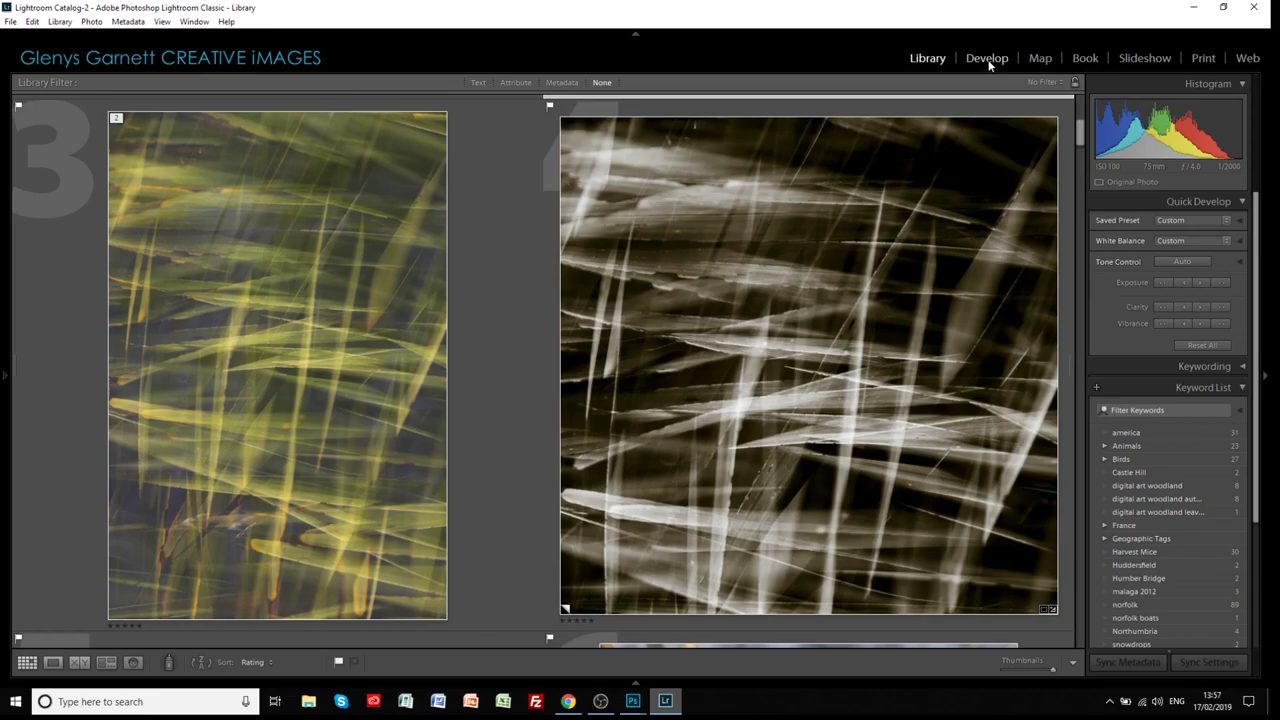 Lightroom Catalog-2 - Adobe Photoshop Lightroom Classic - Library
File Edit Library Photo Metadata View Window Help
Glenys Garnett CREATIVE iMAGES
Library Develop Map Book Slideshow Print Web
Library Filter :
Text Attribute Metadata None
No Filter
Histogram
3
4
2
ISO 100 75 mm ƒ / 4.0 1/2000
Original Photo
Quick Develop
Saved Preset Custom
White Balance Custom
Tone Control Auto
Exposure
Clarity
Vibrance
Reset All
Keywording
Keyword List
Filter Keywords
america 31
Animals 23
Birds 27
Castle Hill 2
digital art woodland 8
digital art woodland aut... 8
digital art woodland leav... 1
France
Geographic Tags
Harvest Mice 30
Huddersfield 2
Humber Bridge 2
malaga 2012 3
norfolk 89
norfolk boats 1
Northumbria 4
snowdrops 2
Sort: Rating
Thumbnails
Sync Metadata Sync Settings
Type here to search
ENG
13:57
17/02/2019